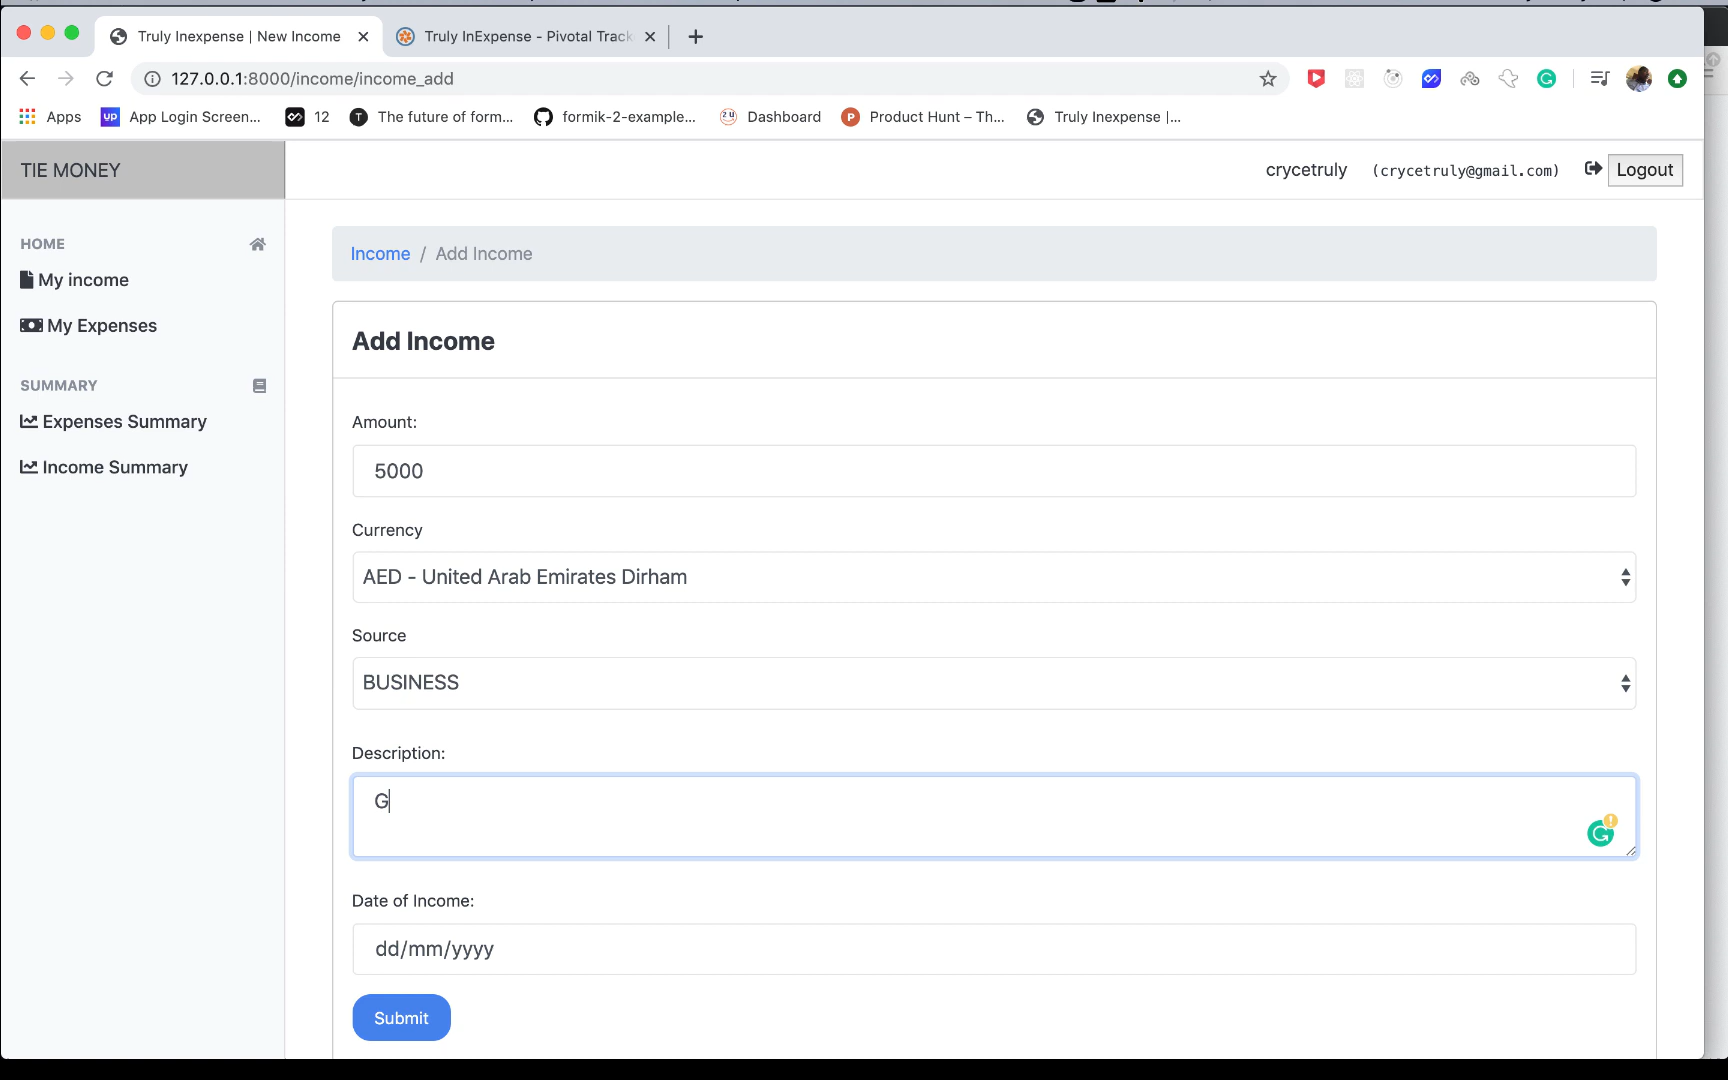 Truly Inexpense | New Income
Truly InExpense - Pivotal Track
127.0.0.1:8000/income/income_add
Apps
UP App Login Screen...
12
T The future of form...
formik-2-example...
2U Dashboard
P Product Hunt – Th...
Truly Inexpense |...
TIE MONEY
crycetruly (crycetruly@gmail.com) Logout
HOME
My income
My Expenses
SUMMARY
Expenses Summary
Income Summary
Income / Add Income
Add Income
Amount:
5000
Currency
AED - United Arab Emirates Dirham
Source
BUSINESS
Description:
G
Date of Income:
dd/mm/yyyy
Submit